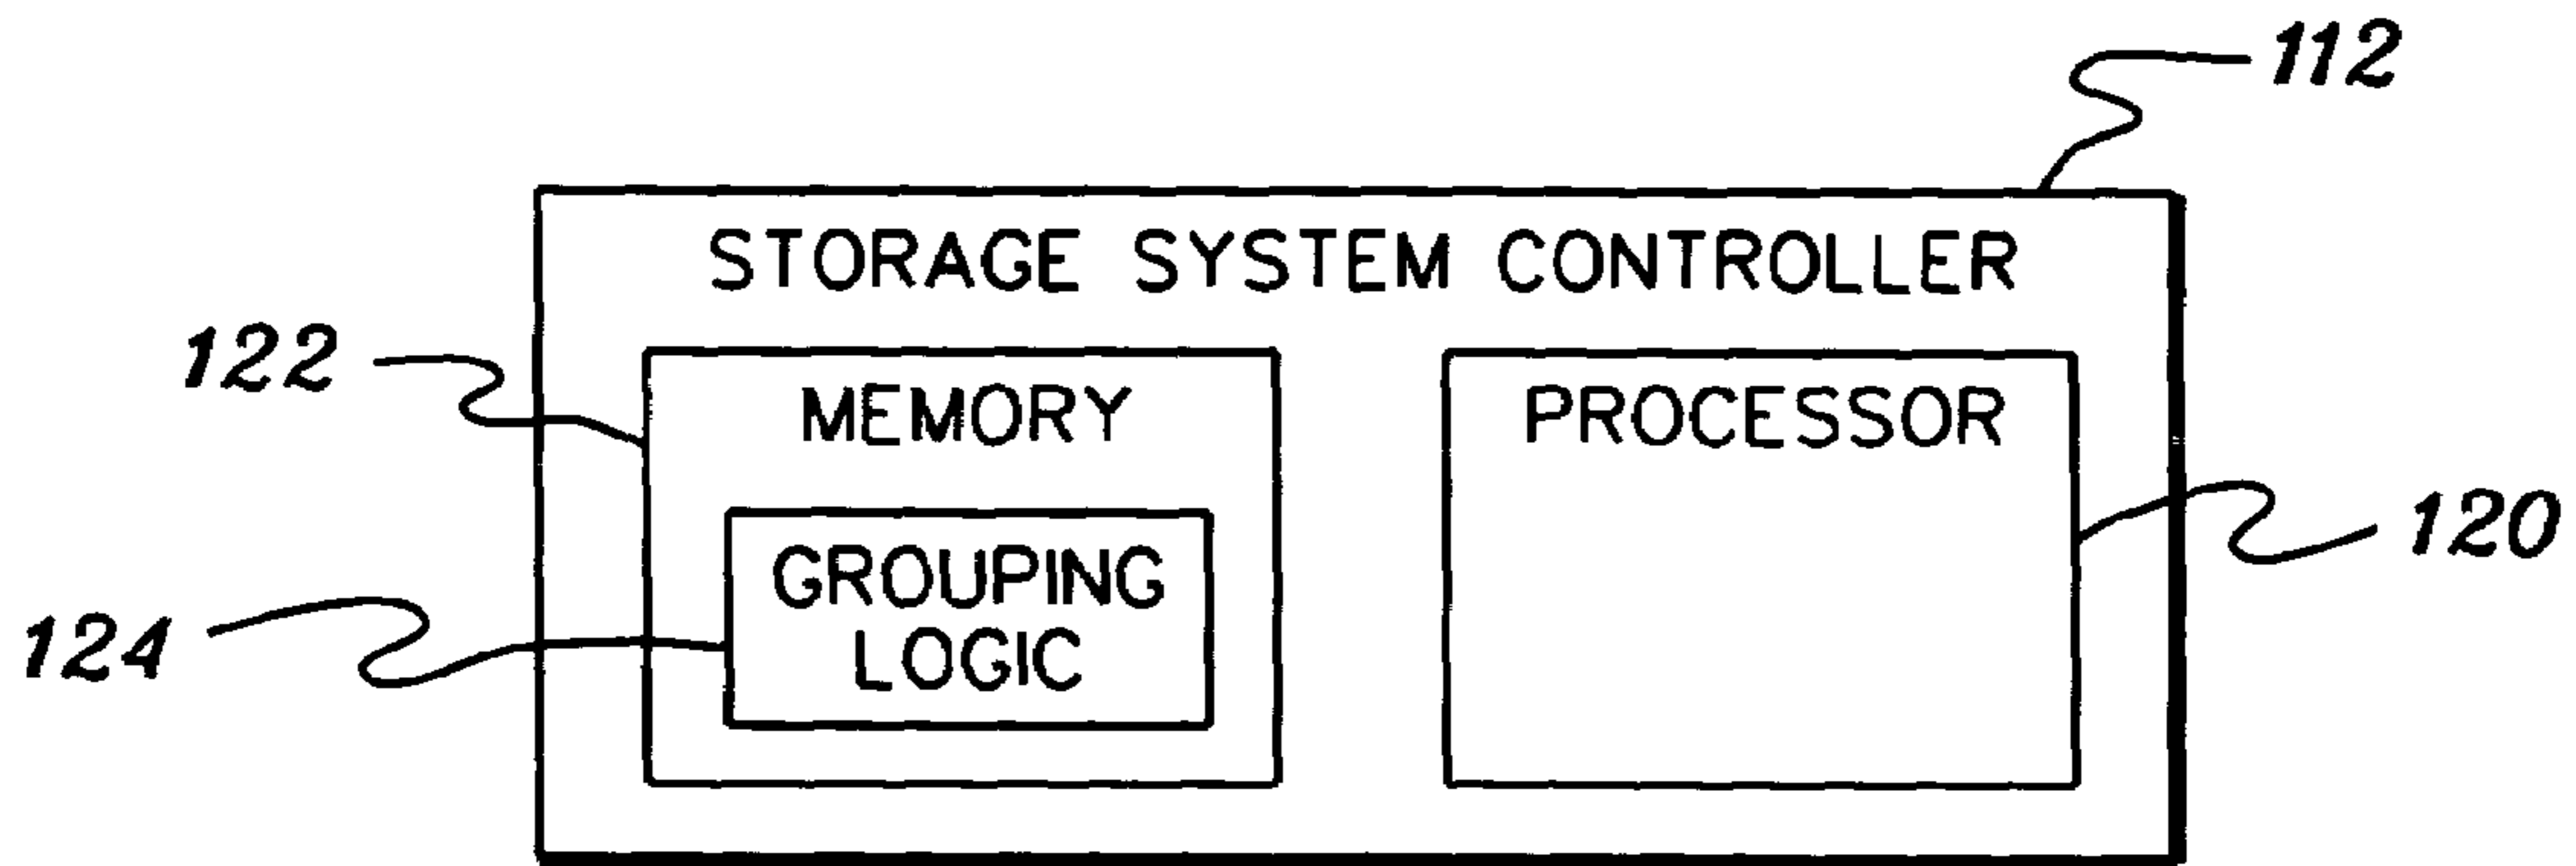 112
STORAGE SYSTEM CONTROLLER
122
MEMORY
PROCESSOR
120
GROUPING
LOGIC
124